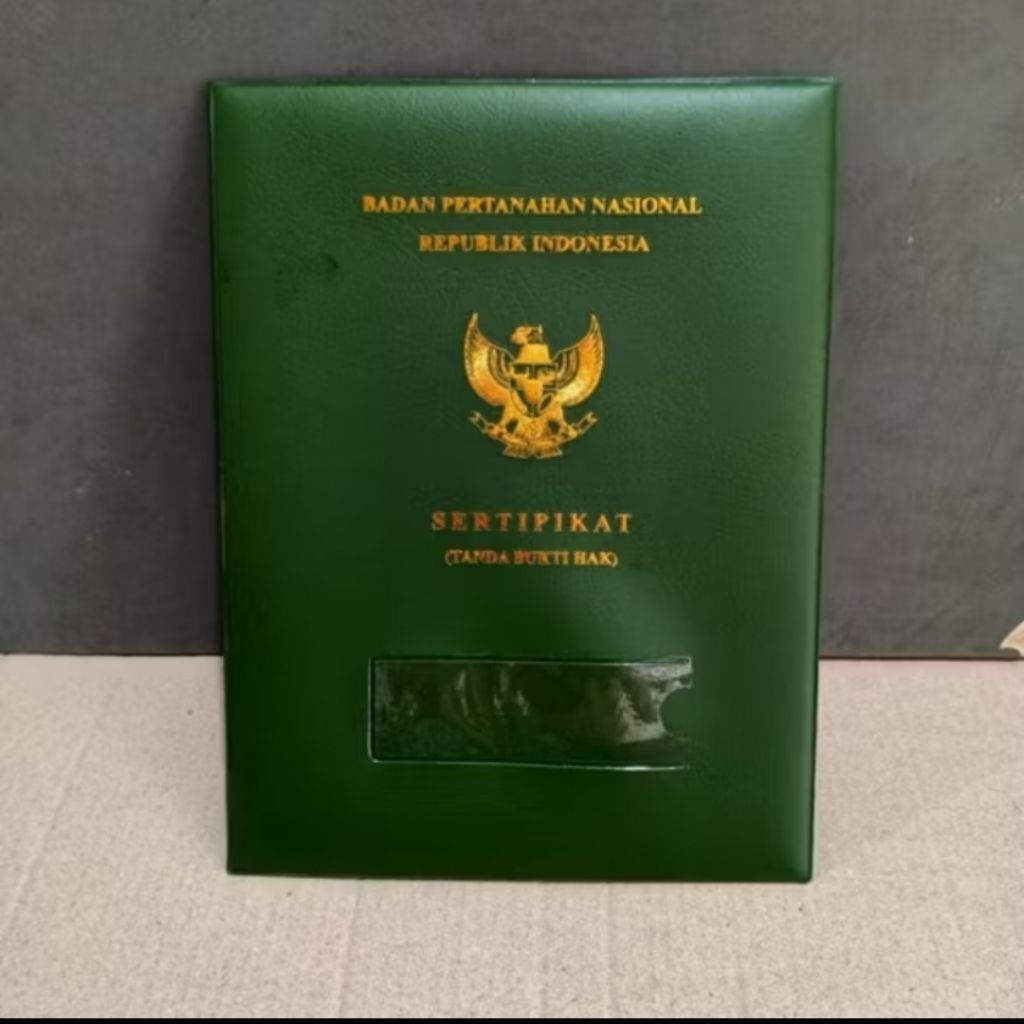 BADAN PERTANAHAN NASIONAL
REPUBLIK INDONESIA
SERTIPIKAT
(TANDA BUKTI HAK)